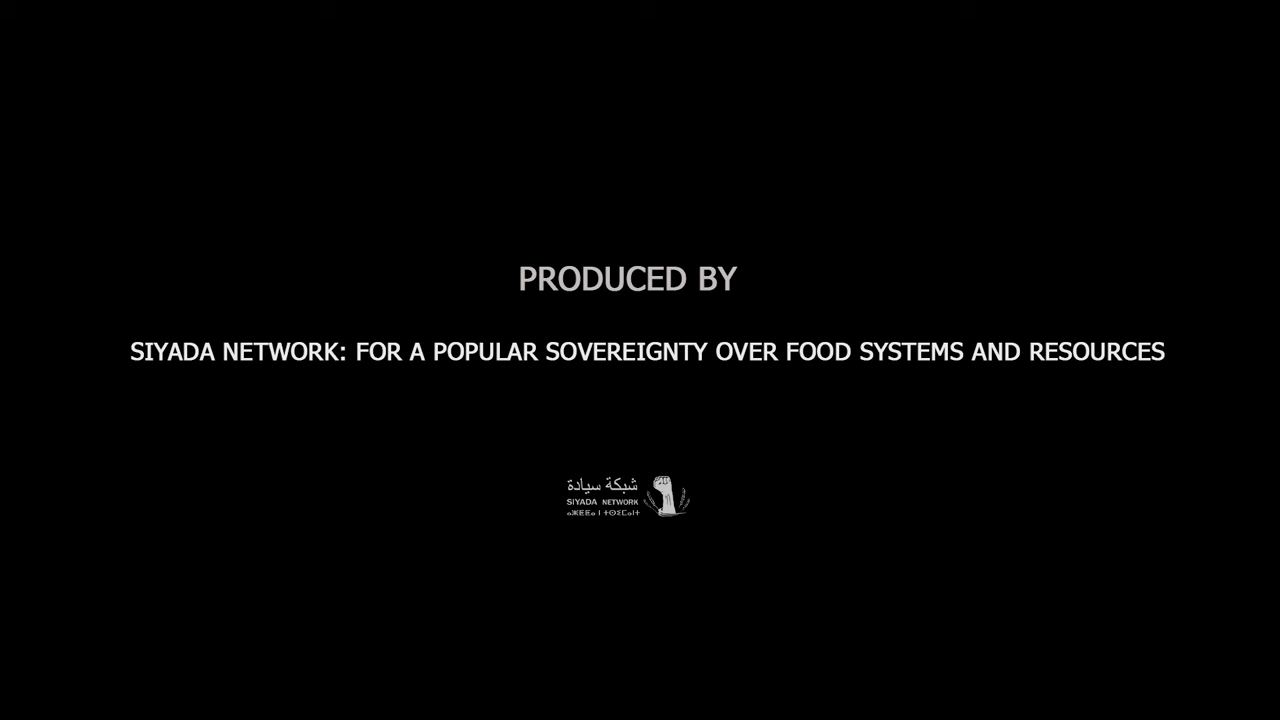 PRODUCED BY
SIYADA NETWORK: FOR A POPULAR SOVEREIGNTY OVER FOOD SYSTEMS AND RESOURCES
شبكة سيادة
SIYADA NETWORK